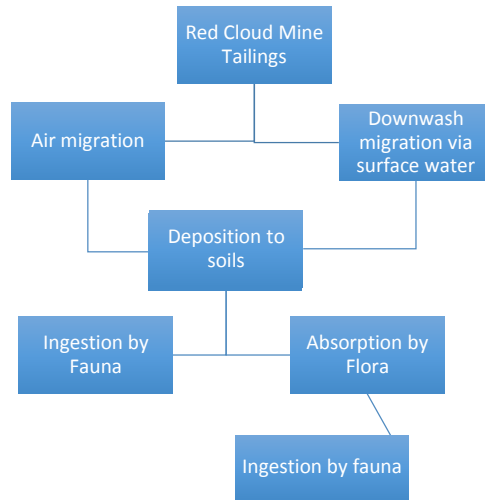 Red Cloud Mine
Tailings
Air migration
Downwash
migration via
surface water
Deposition to
soils
Ingestion by
Fauna
Absorption by
Flora
Ingestion by fauna